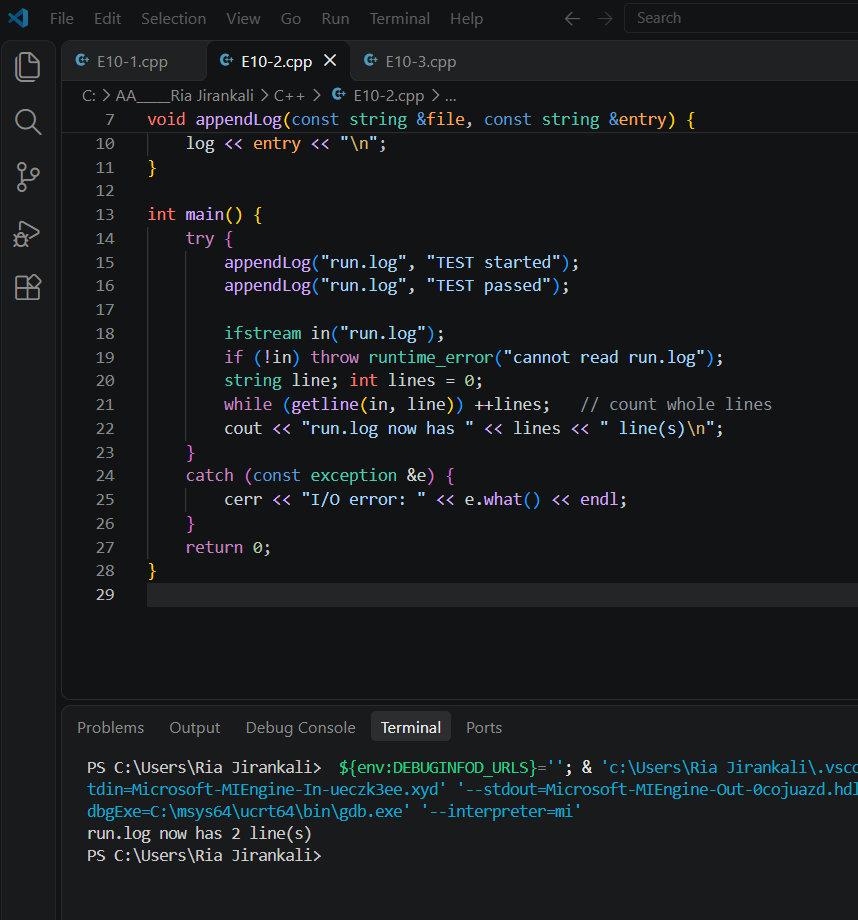 File Edit Selection View Go Run Terminal Help
Search
E10-1.cpp E10-2.cpp E10-3.cpp
C: > AA____Ria Jirankali > C++ > E10-2.cpp > ...
7 void appendLog(const string &file, const string &entry) {
10 log << entry << "\n";
11 }
12
13 int main() {
14 try {
15 appendLog("run.log", "TEST started");
16 appendLog("run.log", "TEST passed");
17
18 ifstream in("run.log");
19 if (!in) throw runtime_error("cannot read run.log");
20 string line; int lines = 0;
21 while (getline(in, line)) ++lines; // count whole lines
22 cout << "run.log now has " << lines << " line(s)\n";
23 }
24 catch (const exception &e) {
25 cerr << "I/O error: " << e.what() << endl;
26 }
27 return 0;
28 }
29
Problems Output Debug Console Terminal Ports
PS C:\Users\Ria Jirankali> ${env:DEBUGINFOD_URLS}=''; & 'c:\Users\Ria Jirankali\.vsco
tdin=Microsoft-MIEngine-In-ueczk3ee.xyd' '--stdout=Microsoft-MIEngine-Out-0cojuazd.hdl
dbgExe=C:\msys64\ucrt64\bin\gdb.exe' '--interpreter=mi'
run.log now has 2 line(s)
PS C:\Users\Ria Jirankali>